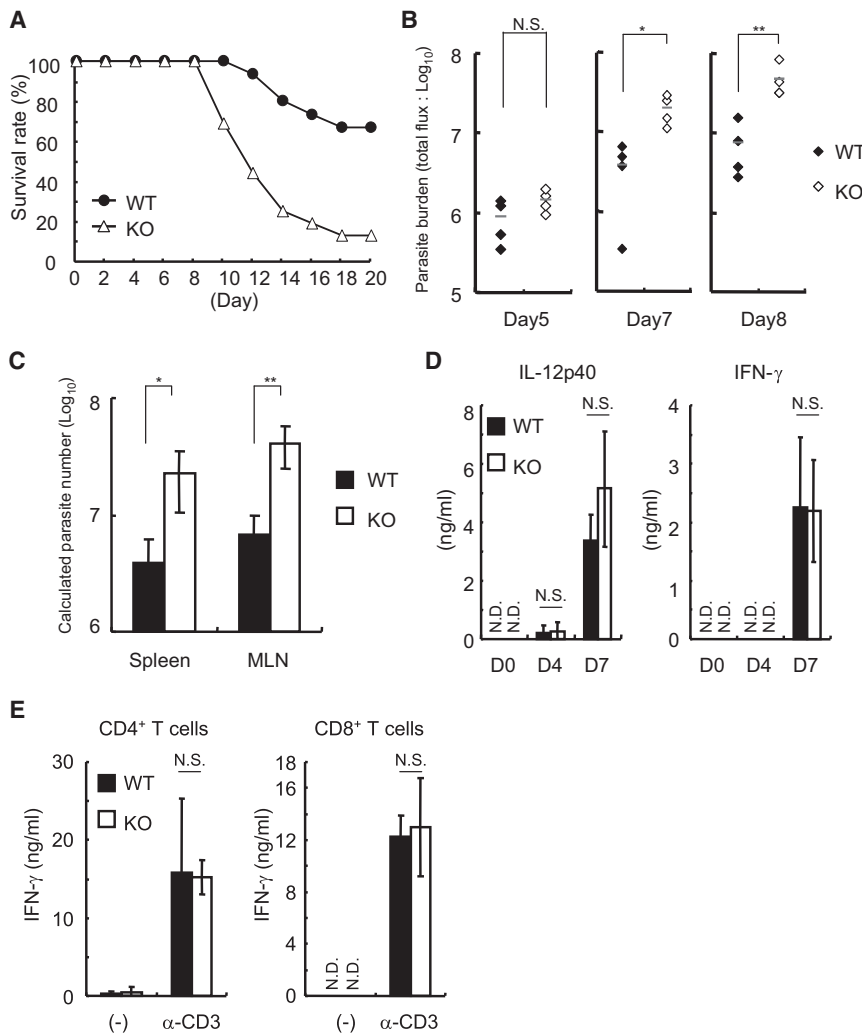 A
Survival rate (%)
100
80
60
40
20
0
WT
KO
0 2 4 6 8 10 12 14 16 18 20
(Day)
B
Parasite burden (total flux : Log10)
8
7
6
5
N.S.
*
**
WT
KO
Day5 Day7 Day8
C
Calculated parasite number (Log10)
8
7
6
*
**
WT
KO
Spleen MLN
D
IL-12p40
(ng/ml)
8
6
4
2
0
WT
KO
N.D.
N.D.
N.S.
N.S.
D0 D4 D7
IFN-γ
(ng/ml)
4
3
2
1
0
N.D.
N.D.
N.D.
N.D.
N.S.
D0 D4 D7
E
CD4+ T cells
IFN-γ (ng/ml)
30
20
10
0
WT
KO
N.S.
(-) α-CD3
CD8+ T cells
IFN-γ (ng/ml)
18
16
12
8
4
0
N.D.
N.D.
N.S.
(-) α-CD3